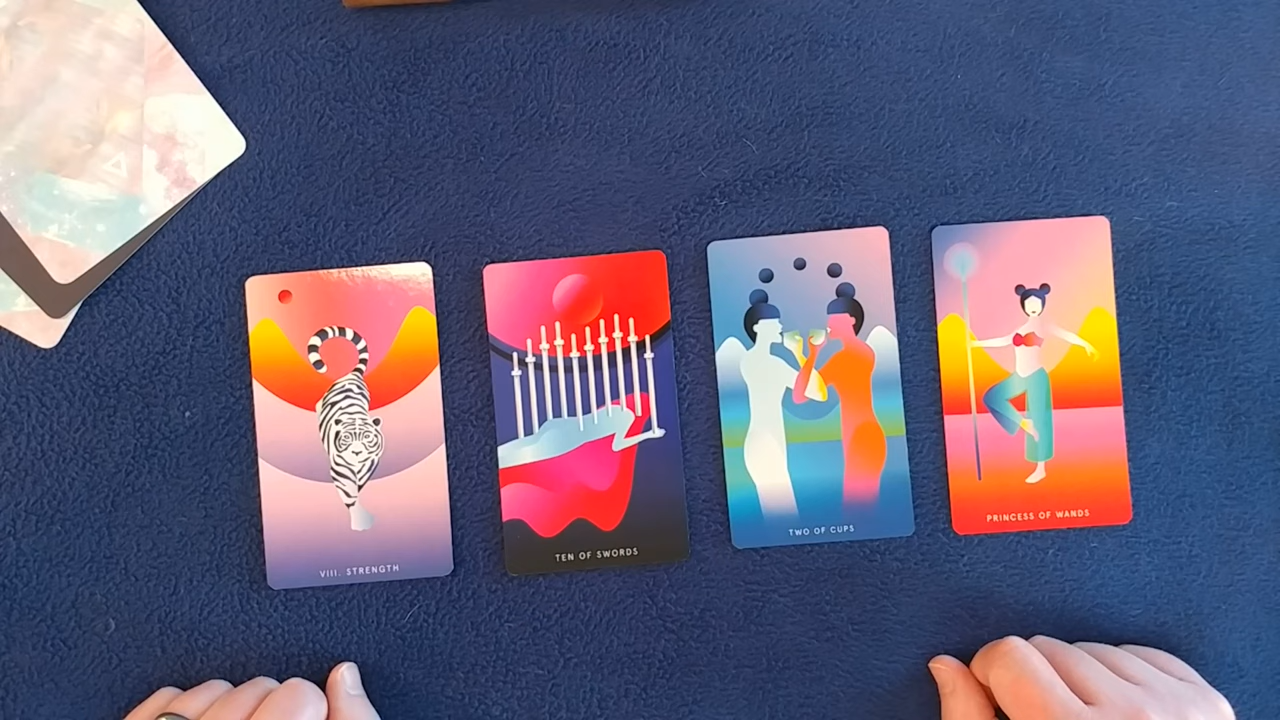 VIII. STRENGTH
TEN OF SWORDS
TWO OF CUPS
PRINCESS OF WANDS